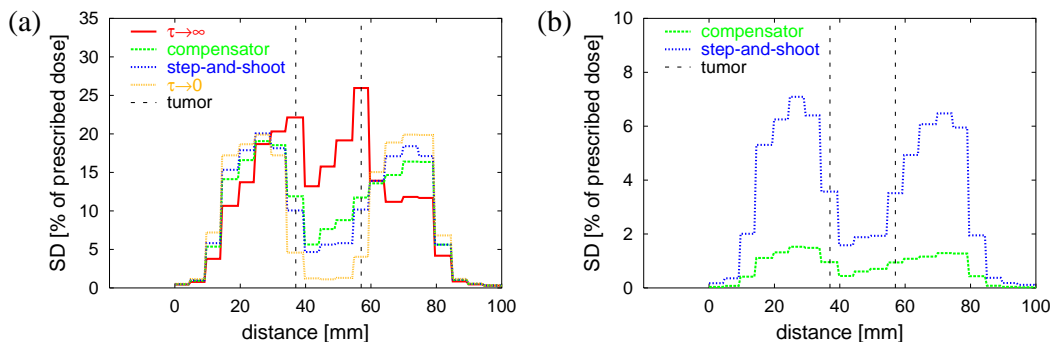 (a)
SD [% of prescribed dose]
35
30
25
20
15
10
5
0
τ→∞
compensator
step-and-shoot
τ→0
tumor
0 20 40 60 80 100
distance [mm]
(b)
SD [% of prescribed dose]
10
8
6
4
2
0
compensator
step-and-shoot
tumor
0 20 40 60 80 100
distance [mm]